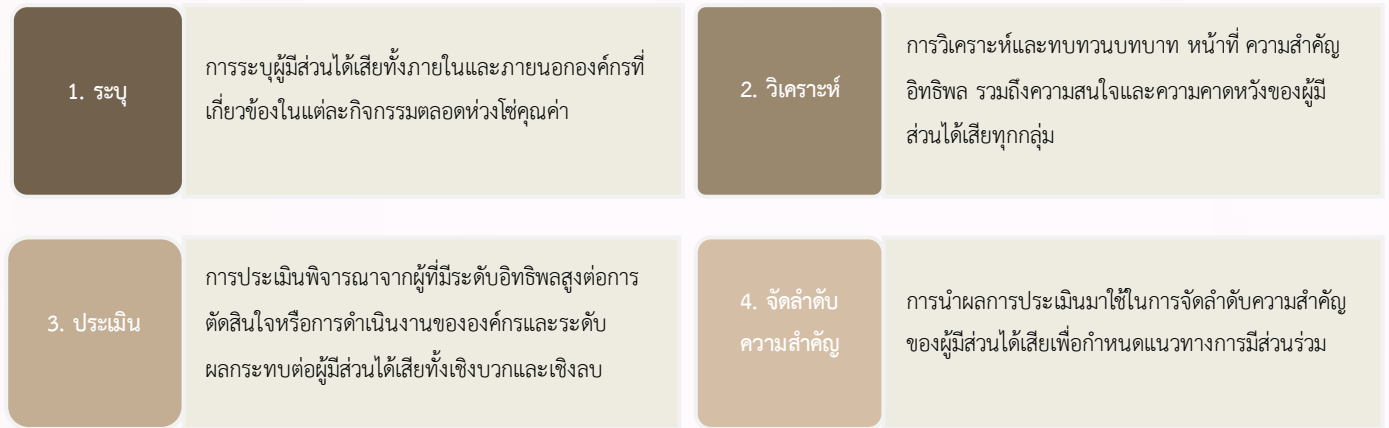 1. ระบุ
การระบุผู้มีส่วนได้เสียทั้งภายในและภายนอกองค์กรที่
เกี่ยวข้องในแต่ละกิจกรรมตลอดห่วงโซ่คุณค่า
2. วิเคราะห์
การวิเคราะห์และทบทวนบทบาท หน้าที่ ความสำคัญ
อิทธิพล รวมถึงความสนใจและความคาดหวังของผู้มี
ส่วนได้เสียทุกกลุ่ม
3. ประเมิน
การประเมินพิจารณาจากผู้ที่มีระดับอิทธิพลสูงต่อการ
ตัดสินใจหรือการดำเนินงานขององค์กรและระดับ
ผลกระทบต่อผู้มีส่วนได้เสียทั้งเชิงบวกและเชิงลบ
4. จัดลำดับ
ความสำคัญ
การนำผลการประเมินมาใช้ในการจัดลำดับความสำคัญ
ของผู้มีส่วนได้เสียเพื่อกำหนดแนวทางการมีส่วนร่วม